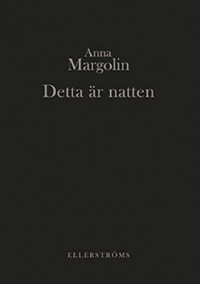 Anna
Margolin
Detta är natten
ELLERSTRÖMS